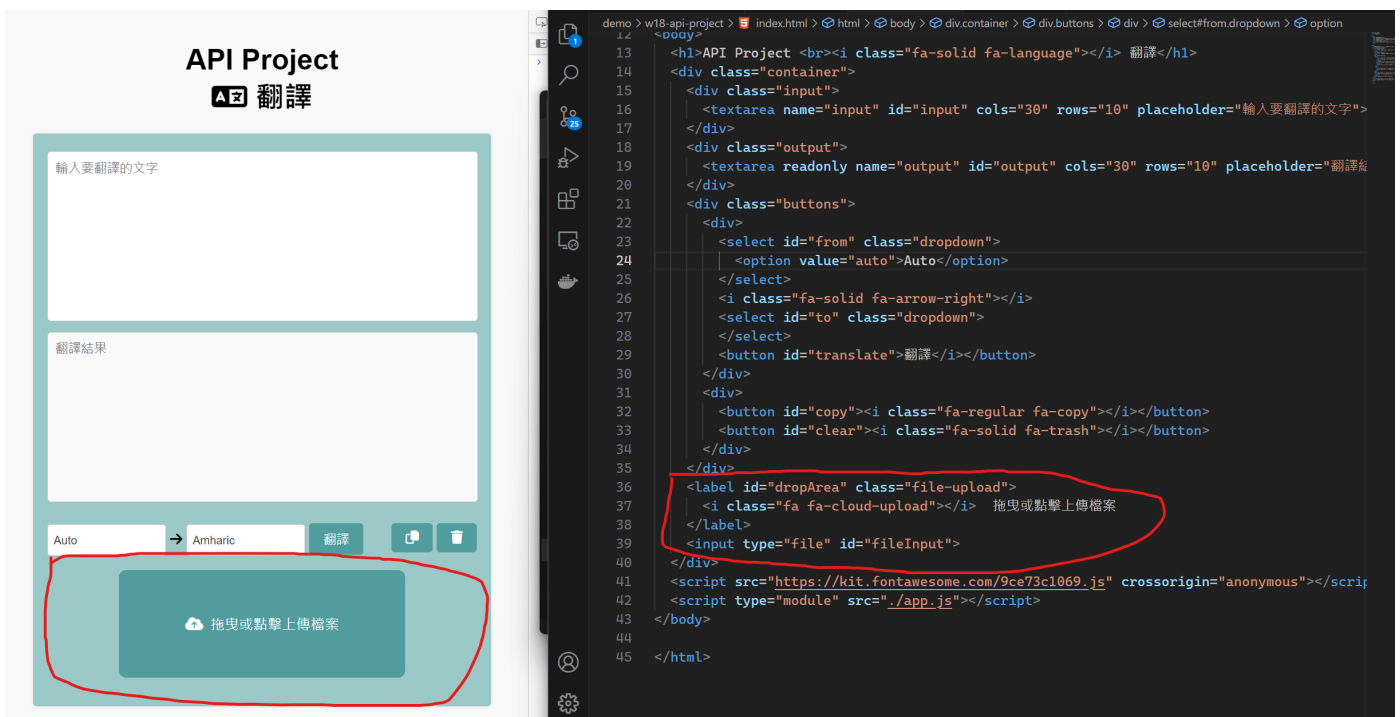 API Project
翻譯
輸入要翻譯的文字
翻譯結果
Auto
Amharic
翻譯
拖曳或點擊上傳檔案
1
25
demo > w18-api-project > index.html > html > body > div.container > div.buttons > div > select#from.dropdown > option
12 <body>
13 <h1>API Project <br><i class="fa-solid fa-language"></i> 翻譯</h1>
14 <div class="container">
15 <div class="input">
16 <textarea name="input" id="input" cols="30" rows="10" placeholder="輸入要翻譯的文字">
17 </div>
18 <div class="output">
19 <textarea readonly name="output" id="output" cols="30" rows="10" placeholder="翻譯結
20 </div>
21 <div class="buttons">
22 <div>
23 <select id="from" class="dropdown">
24 <option value="auto">Auto</option>
25 </select>
26 <i class="fa-solid fa-arrow-right"></i>
27 <select id="to" class="dropdown">
28 </select>
29 <button id="translate">翻譯</i></button>
30 </div>
31 <div>
32 <button id="copy"><i class="fa-regular fa-copy"></i></button>
33 <button id="clear"><i class="fa-solid fa-trash"></i></button>
34 </div>
35 </div>
36 <label id="dropArea" class="file-upload">
37 <i class="fa fa-cloud-upload"></i> 拖曳或點擊上傳檔案
38 </label>
39 <input type="file" id="fileInput">
40 </div>
41 <script src="https://kit.fontawesome.com/9ce73c1069.js" crossorigin="anonymous"></scrip
42 <script type="module" src="./app.js"></script>
43 </body>
44
45 </html>